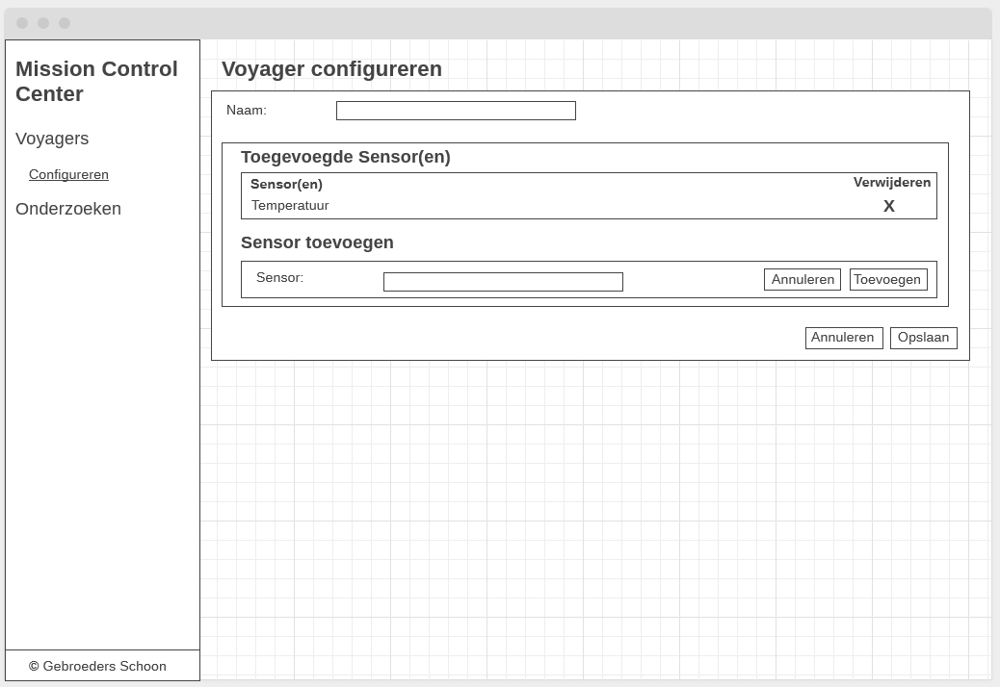 Mission Control
Center
Voyagers
Configureren
Onderzoeken
© Gebroeders Schoon
Voyager configureren
Naam:
Toegevoegde Sensor(en)
Sensor(en) Verwijderen
Temperatuur X
Sensor toevoegen
Sensor: Annuleren Toevoegen
Annuleren Opslaan